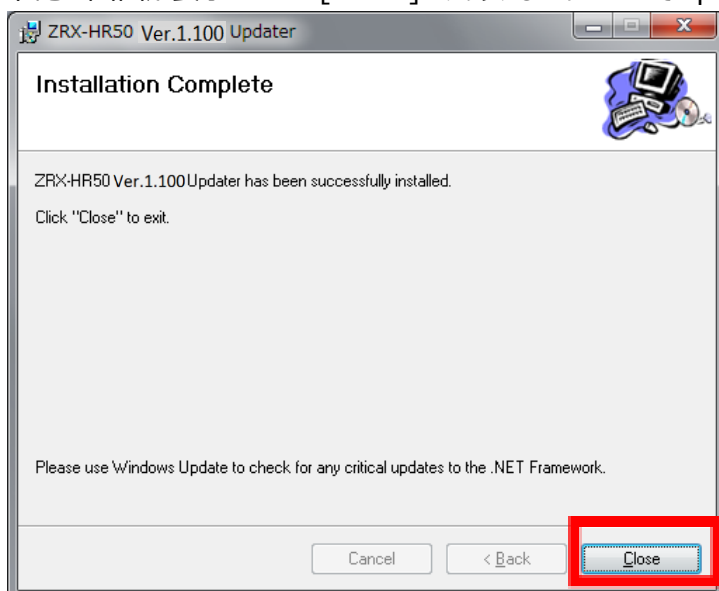 ZRX-HR50 Ver.1.100 Updater
Installation Complete
ZRX-HR50 Ver.1.100 Updater has been successfully installed.
Click "Close" to exit.
Please use Windows Update to check for any critical updates to the .NET Framework.
Cancel
< Back
Close